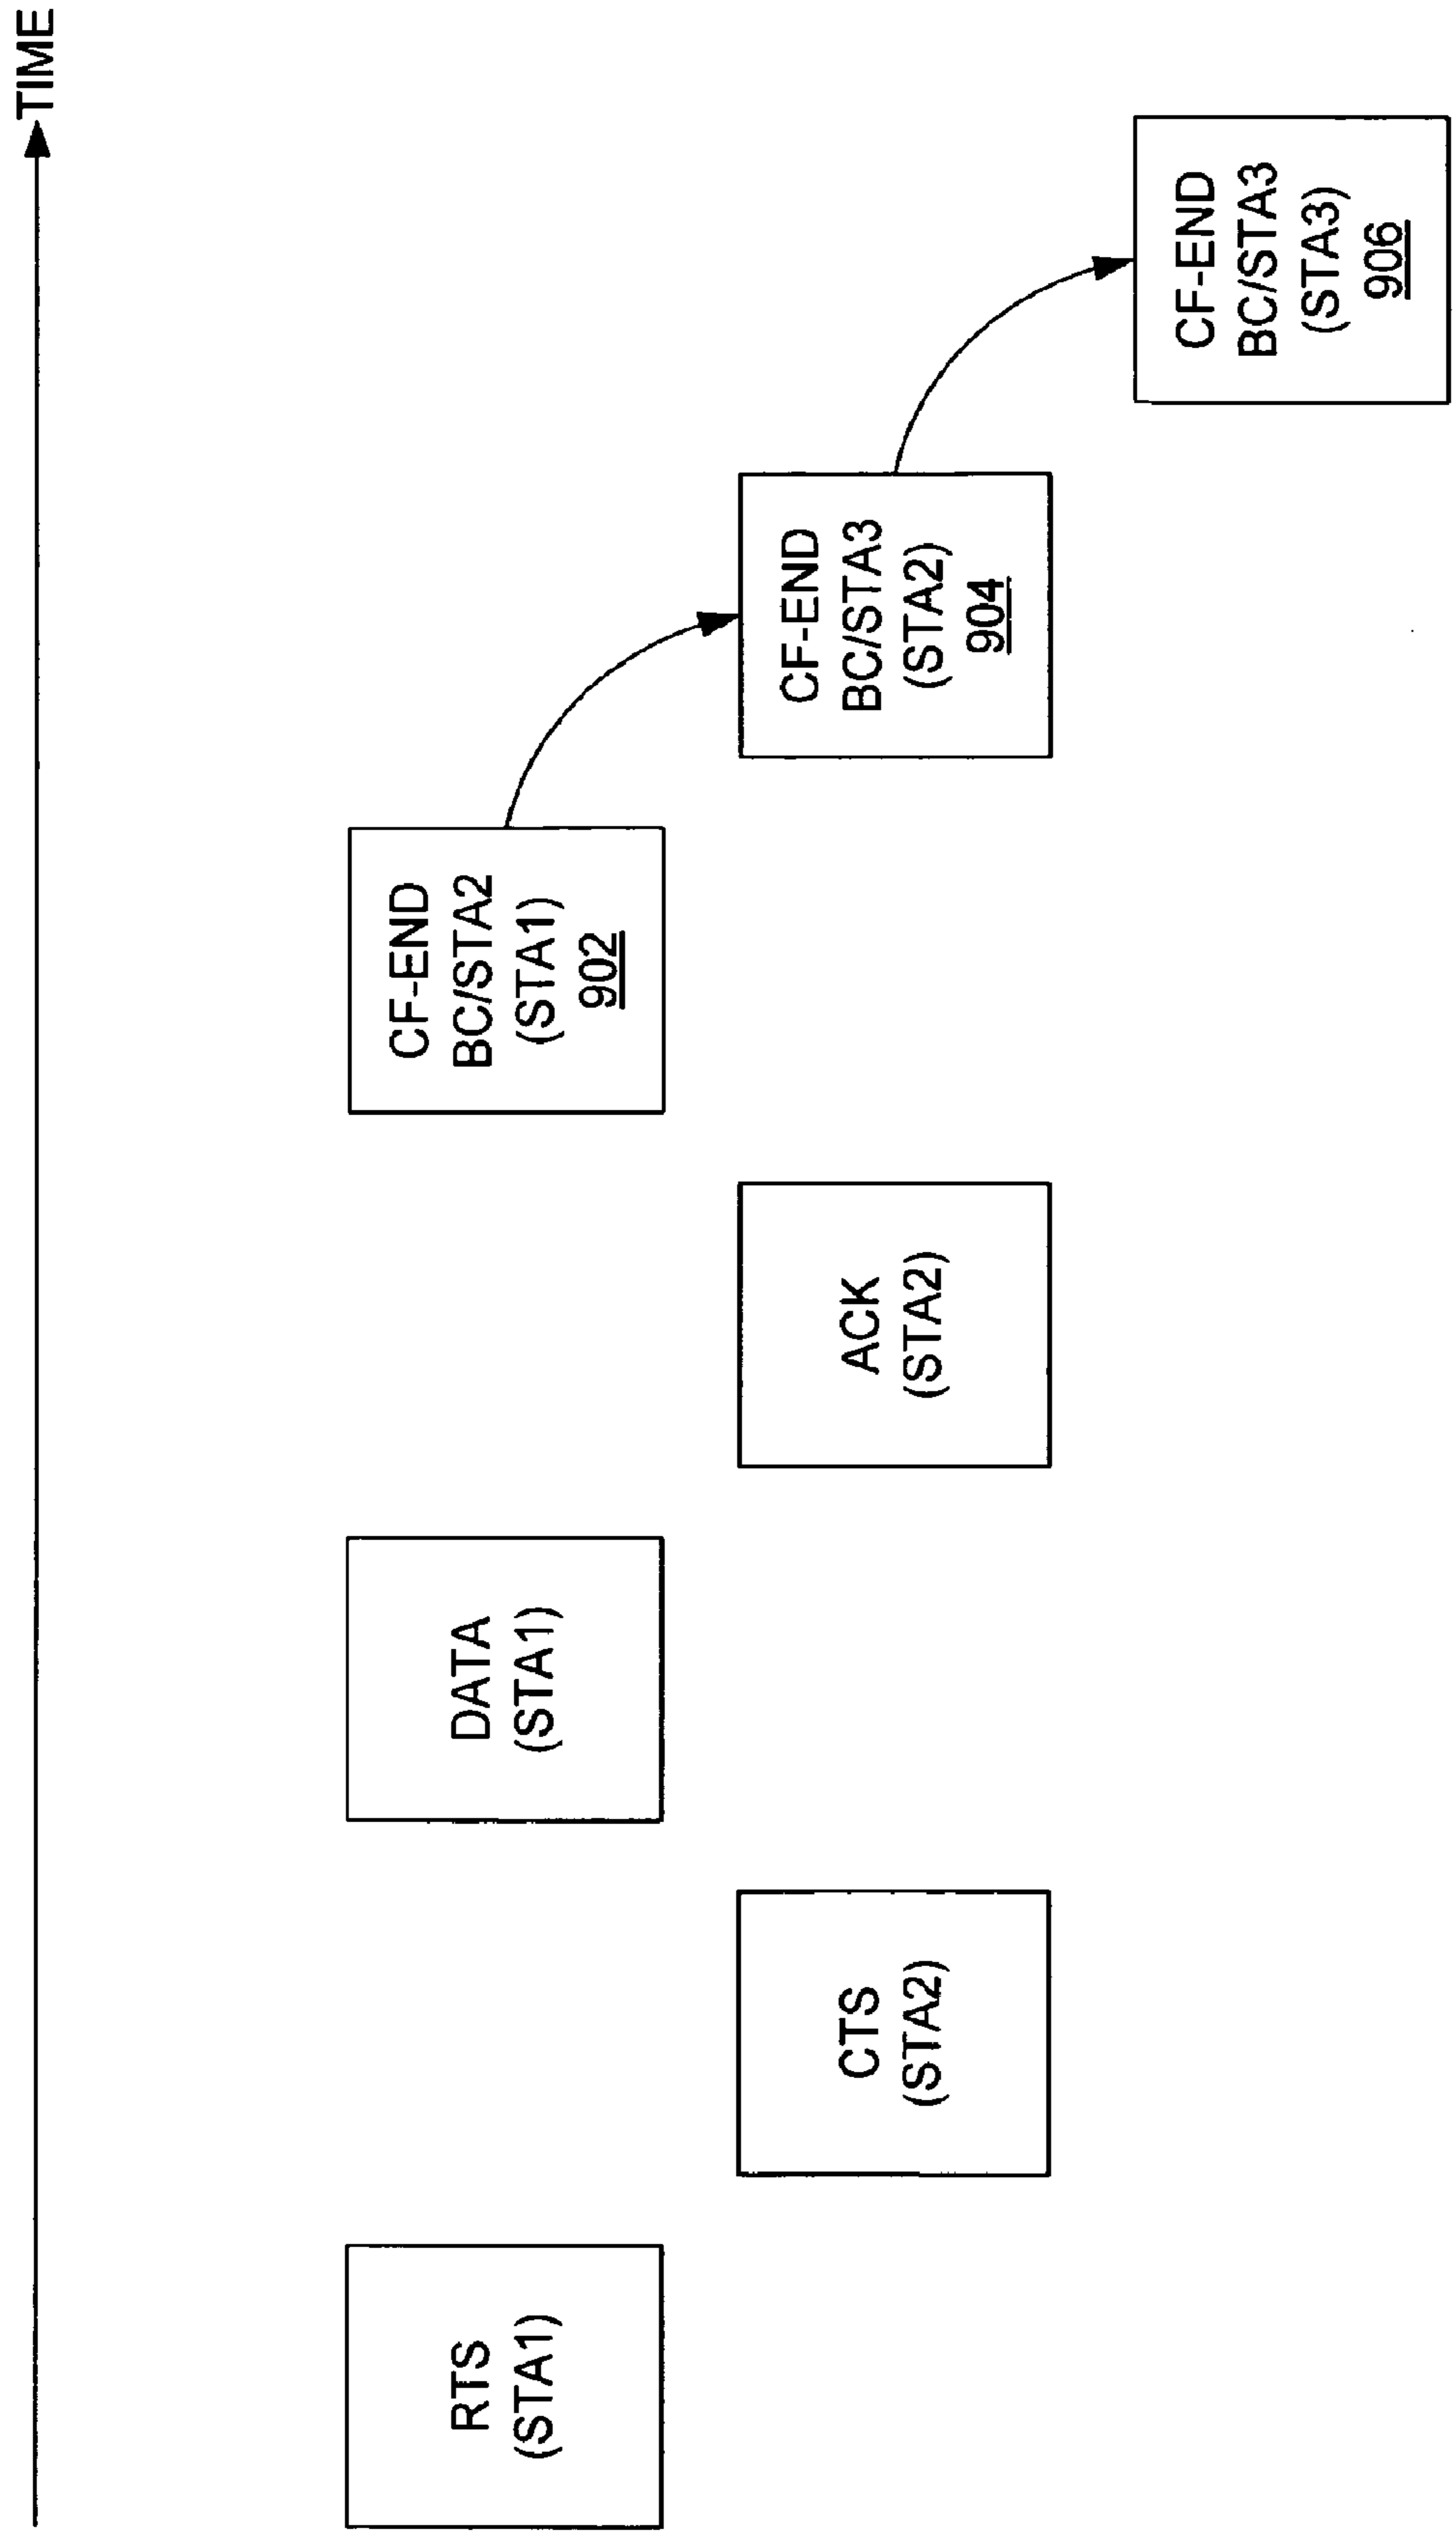 TIME
RTS
(STA1)
CTS
(STA2)
DATA
(STA1)
ACK
(STA2)
CF-END
BC/STA2
(STA1)
902
CF-END
BC/STA3
(STA2)
904
CF-END
BC/STA3
(STA3)
906